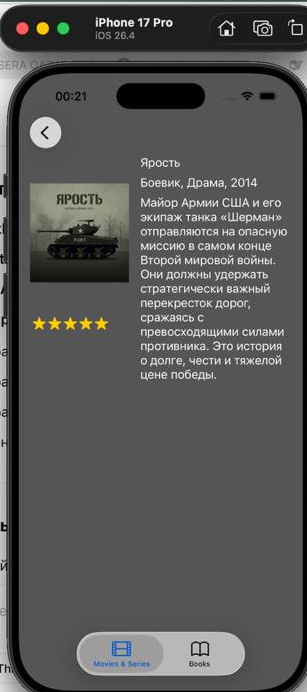 iPhone 17 Pro
iOS 26.4
00:21
Ярость
Боевик, Драма, 2014
ЯРОСТЬ
FURY
Майор Армии США и его
экипаж танка «Шерман»
отправляются на опасную
миссию в самом конце
Второй мировой войны.
Они должны удержать
стратегически важный
перекресток дорог,
сражаясь с
превосходящими силами
противника. Это история
о долге, чести и тяжелой
цене победы.
Movies & Series
Books